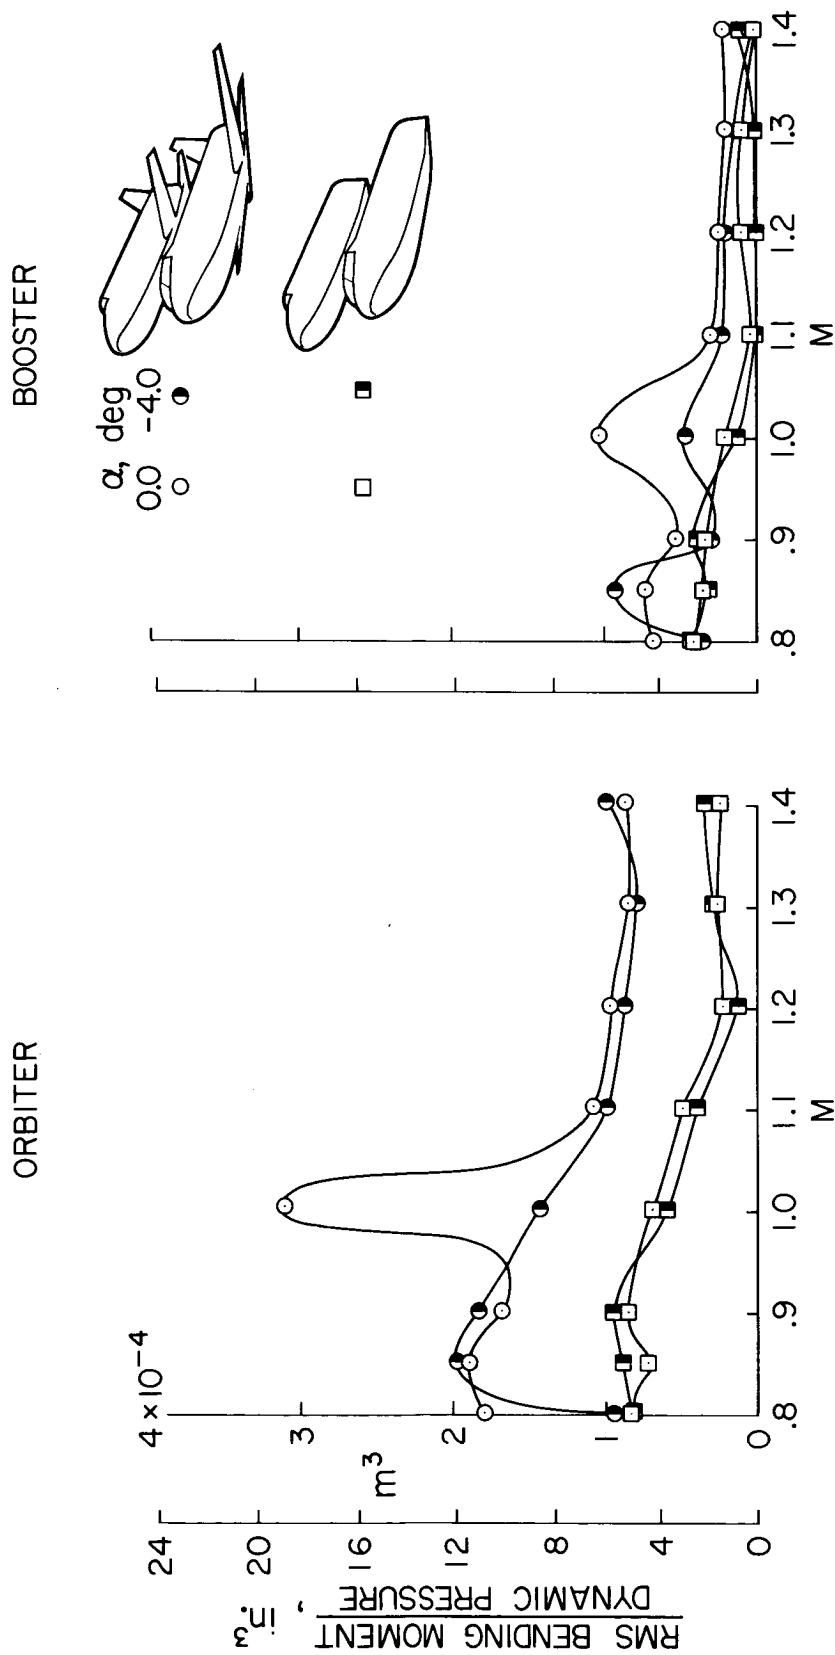 ORBITER
BOOSTER
α, deg
0.0 -4.0
RMS BENDING MOMENT
DYNAMIC PRESSURE
, in.³
24
20
16
12
8
4
0
m³
4×10⁻⁴
3
2
1
0
.8 .9 1.0 1.1 1.2 1.3 1.4
M
.8 .9 1.0 1.1 1.2 1.3 1.4
M